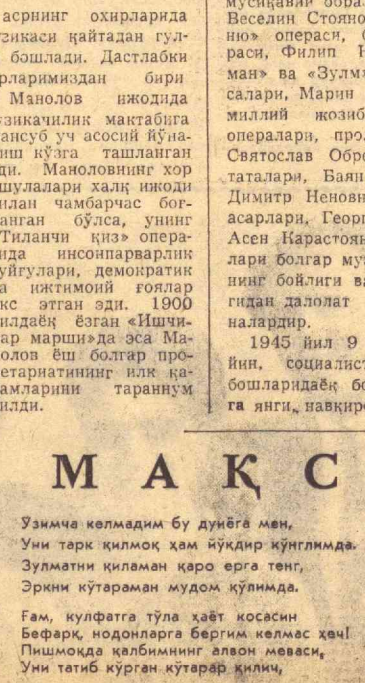 асрнинг охирларида
зикаси қайтадан гул-
бошлади. Дастлабки
рларимиздан бири
Манолов ижодида
зикачилик мактабига
ансуб уч асосий йўна-
иш кўзга ташланган
ди. Маноловнинг хор
шулалари халқ ижоди
илан чамбарчас боғ-
анган бўлса, унинг
Тиланчи қиз» опера-
ида инсонпарварлик
уйғулари, демократик
а ижтимоий ғоялар
кс этган эди. 1900
илдаёқ ёзган «Ишчи-
ар марши»да эса Ма-
олов ёш болгар про-
етариатининг илк қа-
амларини тараннум
илди.
мусиқавий обра
Веселин Стояно
ню» операси,
раси, Филип
ман» ва «Зулм
салари, Марин
миллий жозиб
опералари, про
Святослав Обр
таталари, Баян
Димитр Неновн
асарлари, Георг
Асен Карастоян
лари болгар му
нинг бойлиги ва
гидан далолат
налардир.
1945 йил 9
йин, социалист
бошларидаёқ бо
га янги, навқиро
М А Қ С
Ўзимча келмадим бу дунёга мен,
Уни тарк қилмоқ ҳам йўқдир кўнглимда.
Зулматни қиламан қаро ерга тенг,
Эркни кўтараман мудом қўлимда.
Ғам, кулфатга тўла ҳаёт косасин
Бефарқ, нодонларга бергим келмас ҳеч!
Пишмоқда қалбимнинг алвон меваси,
Уни татиб кўрган кўтарар қилич,